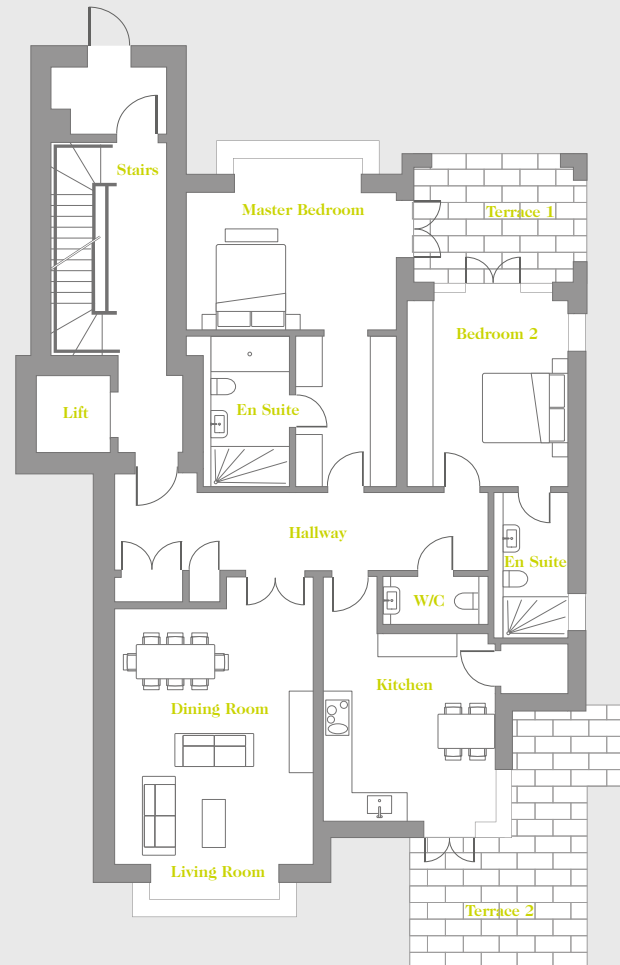 Stairs
Master Bedroom
Terrace 1
Bedroom 2
En Suite
Lift
Hallway
En Suite
W/C
Kitchen
Dining Room
Living Room
Terrace 2